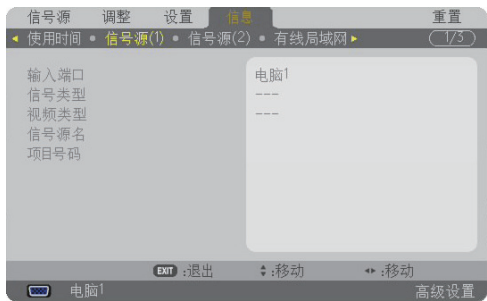 信号源 调整 设置 信息 重置
◂ 使用时间 ● 信号源(1) ● 信号源(2) ● 有线局域网 ▸ 1/3
输入端口 电脑1
信号类型 ---
视频类型 ---
信号源名
项目号码
EXIT :退出 :移动 :移动
电脑1 高级设置